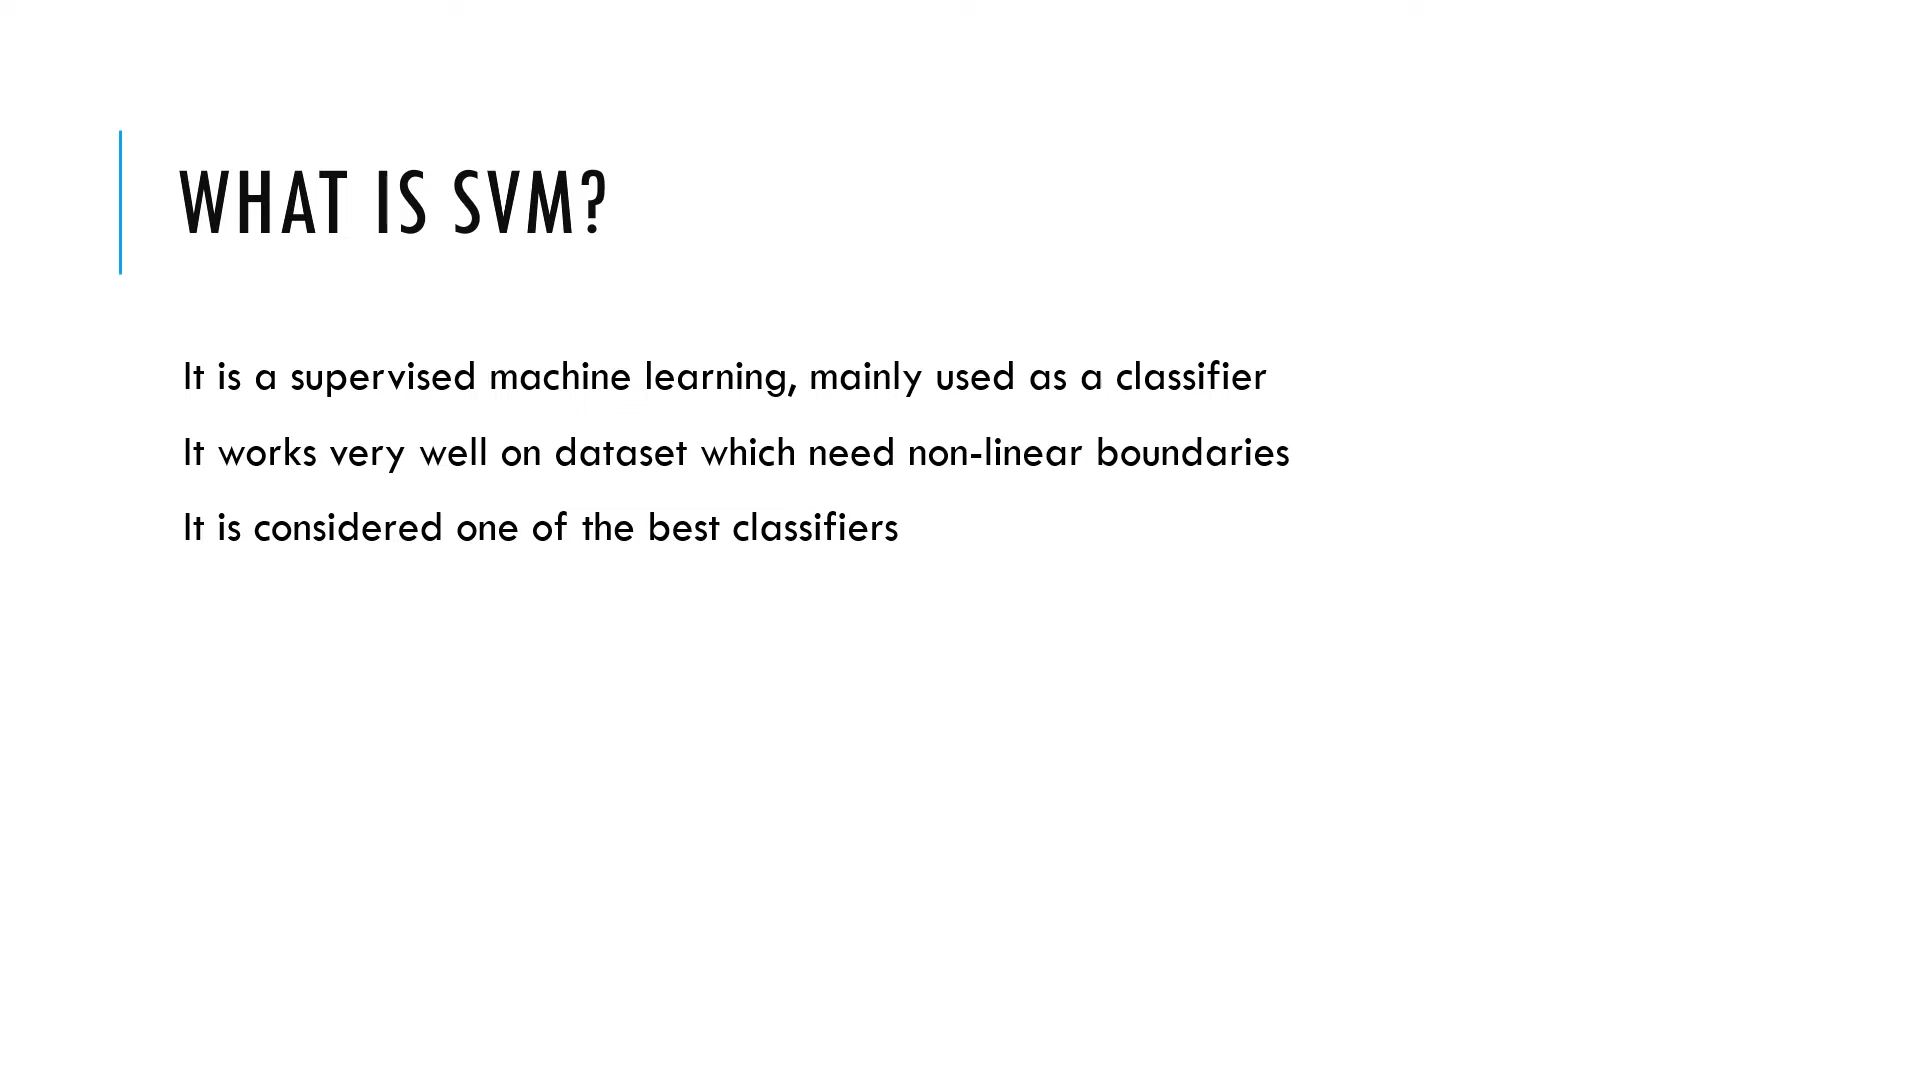 WHAT IS SVM?
It is a supervised machine learning, mainly used as a classifier
It works very well on dataset which need non-linear boundaries
It is considered one of the best classifiers